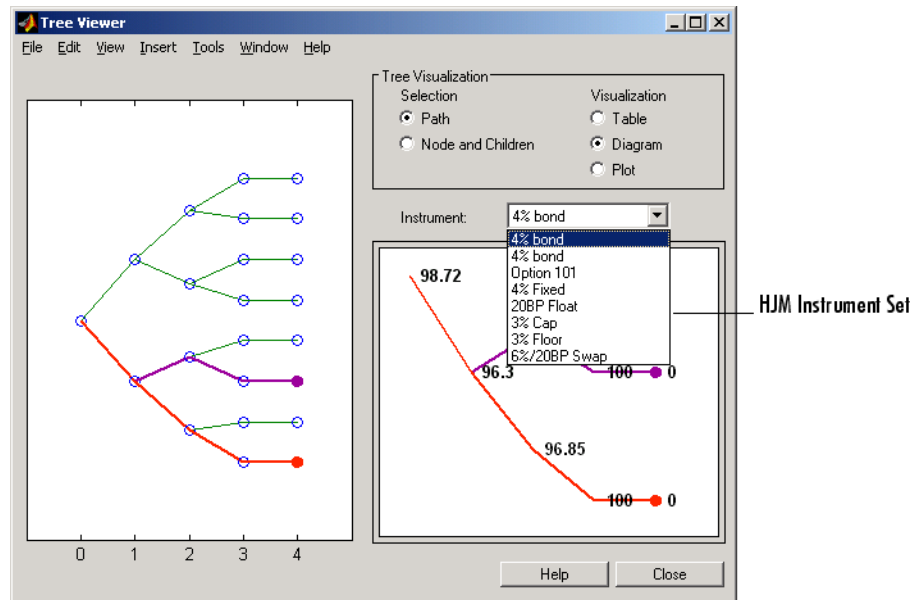 Tree Viewer
File Edit View Insert Tools Window Help
Tree Visualization
Selection
Visualization
Path
Table
Node and Children
Diagram
Plot
Instrument:
4% bond
4% bond
4% bond
Option 101
4% Fixed
20BP Float
3% Cap
3% Floor
6%/20BP Swap
HJM Instrument Set
98.72
96.3
100
0
96.85
100
0
0 1 2 3 4
Help
Close